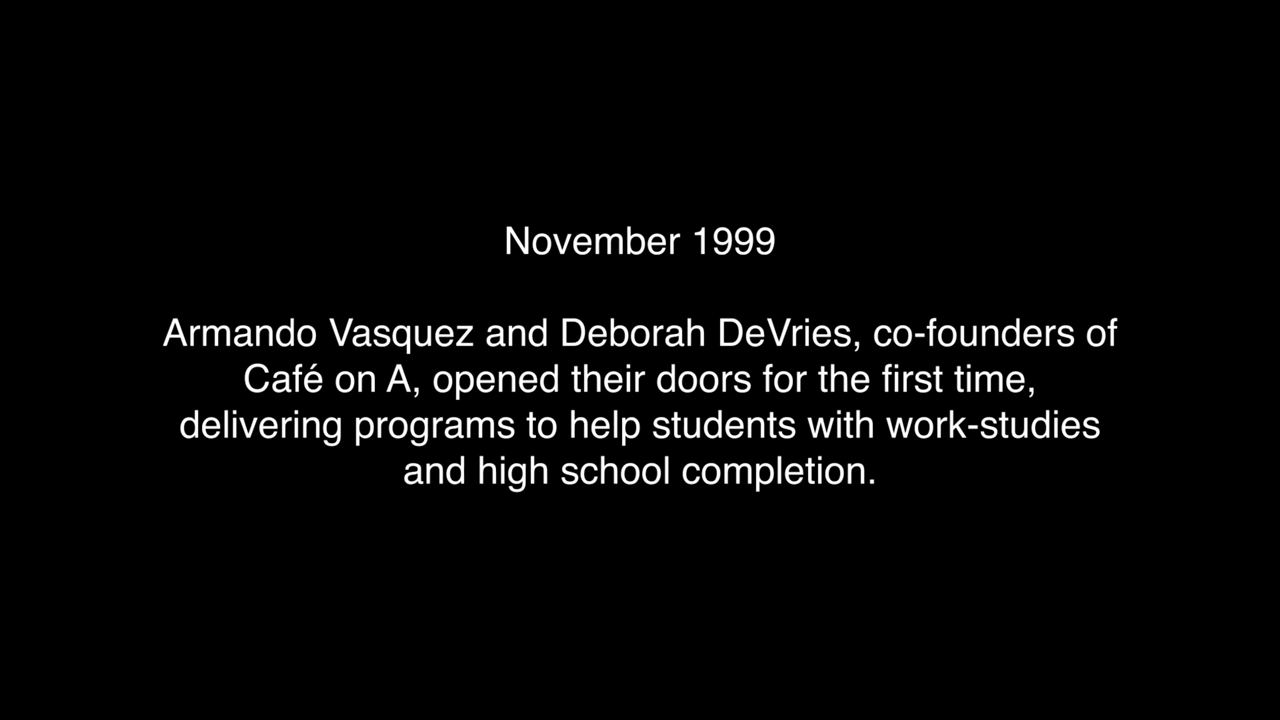 November 1999
Armando Vasquez and Deborah DeVries, co-founders of
Café on A, opened their doors for the first time,
delivering programs to help students with work-studies
and high school completion.